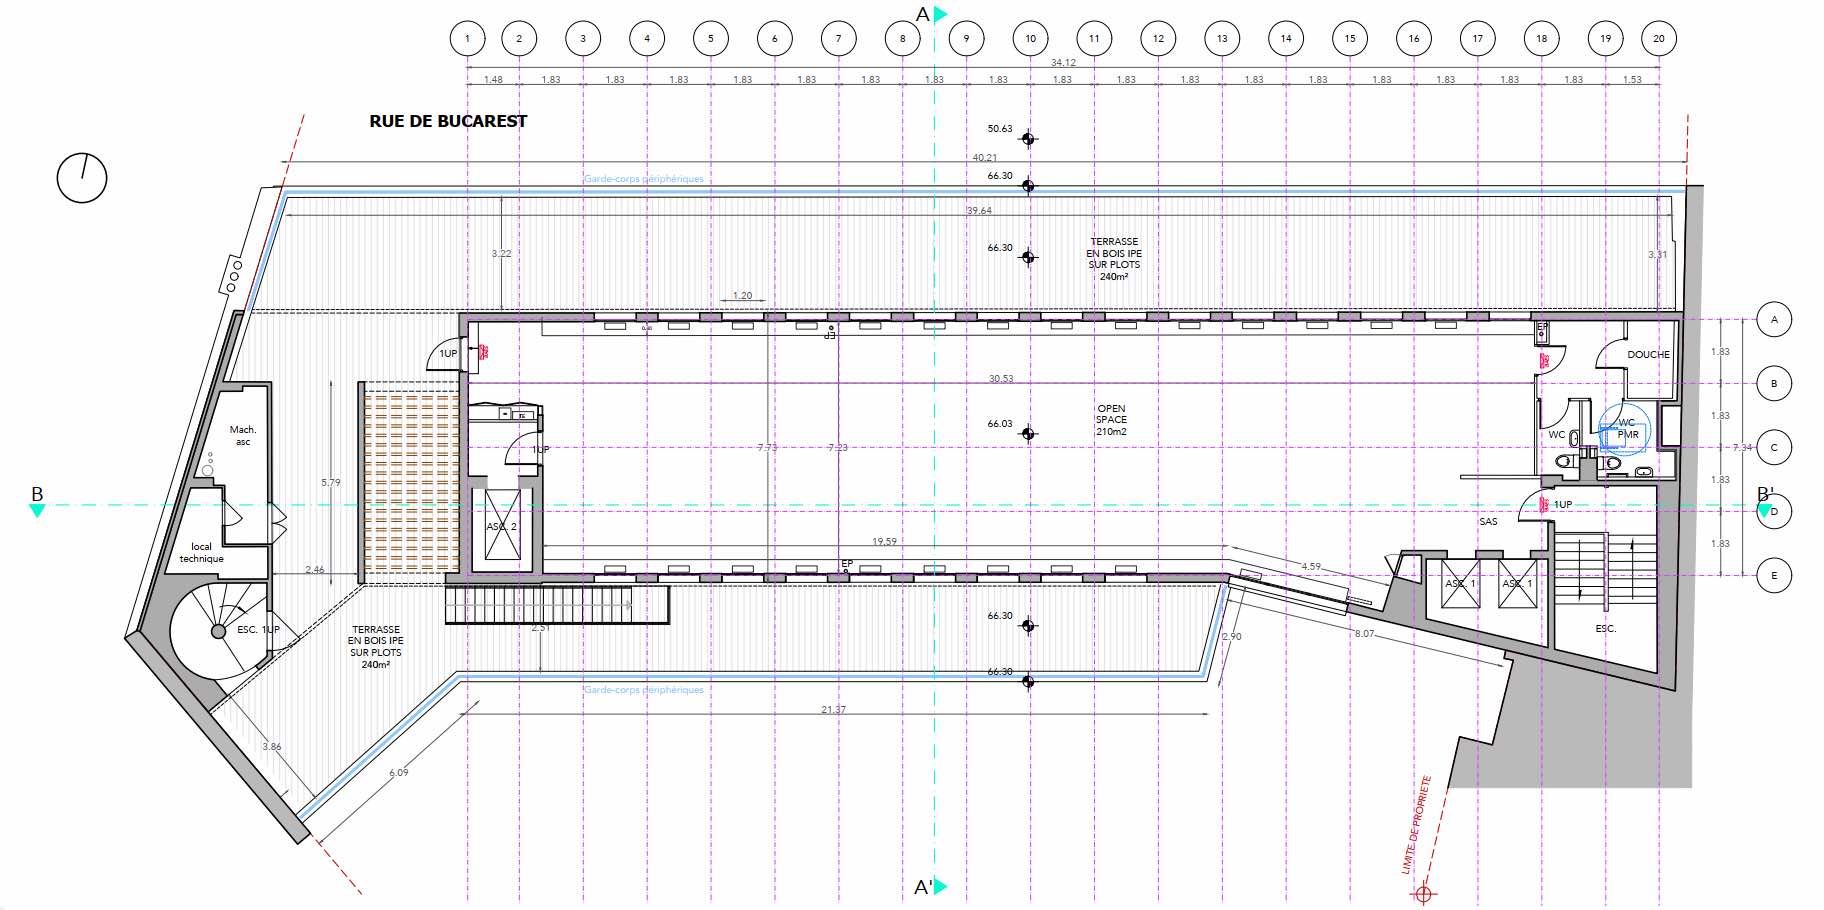 A
1 2 3 4 5 6 7 8 9 10 11 12 13 14 15 16 17 18 19 20
34.12
1.48 1.83 1.83 1.83 1.83 1.83 1.83 1.83 1.83 1.83 1.83 1.83 1.83 1.83 1.83 1.83 1.83 1.83 1.53
RUE DE BUCAREST
50.63
40.21
Garde-corps périphériques
66.30
39.64
3.22
66.30
TERRASSE
EN BOIS IPE
SUR PLOTS
240m²
3.31
1.20
A
EP
EP
1UP
DOUCHE
1.83
30.53
B
OPEN
SPACE
210m2
1.83
Mach.
asc
66.03
WC
WC
PMR
1UP
7.73
7.23
7.34
C
5.79
1.83
B
B'
1UP
D
SAS
ASC. 2
19.59
1.83
local
technique
EP
2.46
4.59
E
ASC. 1
ASC. 1
66.30
ESC. 1UP
TERRASSE
EN BOIS IPE
SUR PLOTS
240m²
2.51
2.90
8.07
ESC.
66.30
Garde-corps périphériques
21.37
3.86
6.09
LIMITE DE PROPRIETE
A'